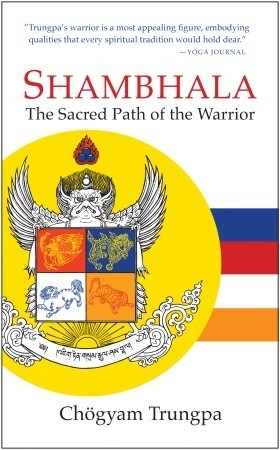 “Trungpa’s warrior is a most appealing figure, embodying
qualities that every spiritual tradition would hold dear.”
—YOGA JOURNAL
SHAMBHALA
The Sacred Path of the Warrior
Chögyam Trungpa